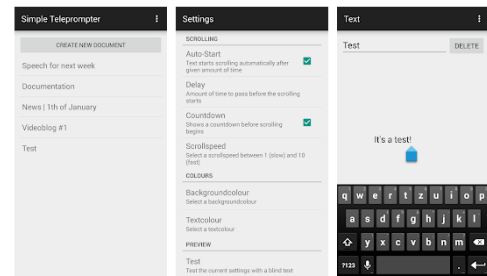 Simple Teleprompter
CREATE NEW DOCUMENT
Speech for next week
Documentation
News | 1th of January
Videoblog #1
Test
Settings
SCROLLING
Auto-Start
Text starts scrolling automatically after
given amount of time
Delay
Amount of time to pass before the scrolling
starts
Countdown
Shows a countdown before scrolling
begins
Scrollspeed
Select a scrollspeed between 1 (slow) and 10
(fast)
COLOURS
Backgroundcolour
Select a backgroundcolour
Textcolour
Select a textcolour
PREVIEW
Test
Test the current settings with a blind text
Text
Test DELETE
It's a test!
q w e r t z u i o p
a s d f g h j k l
y x c v b n m
?123 .